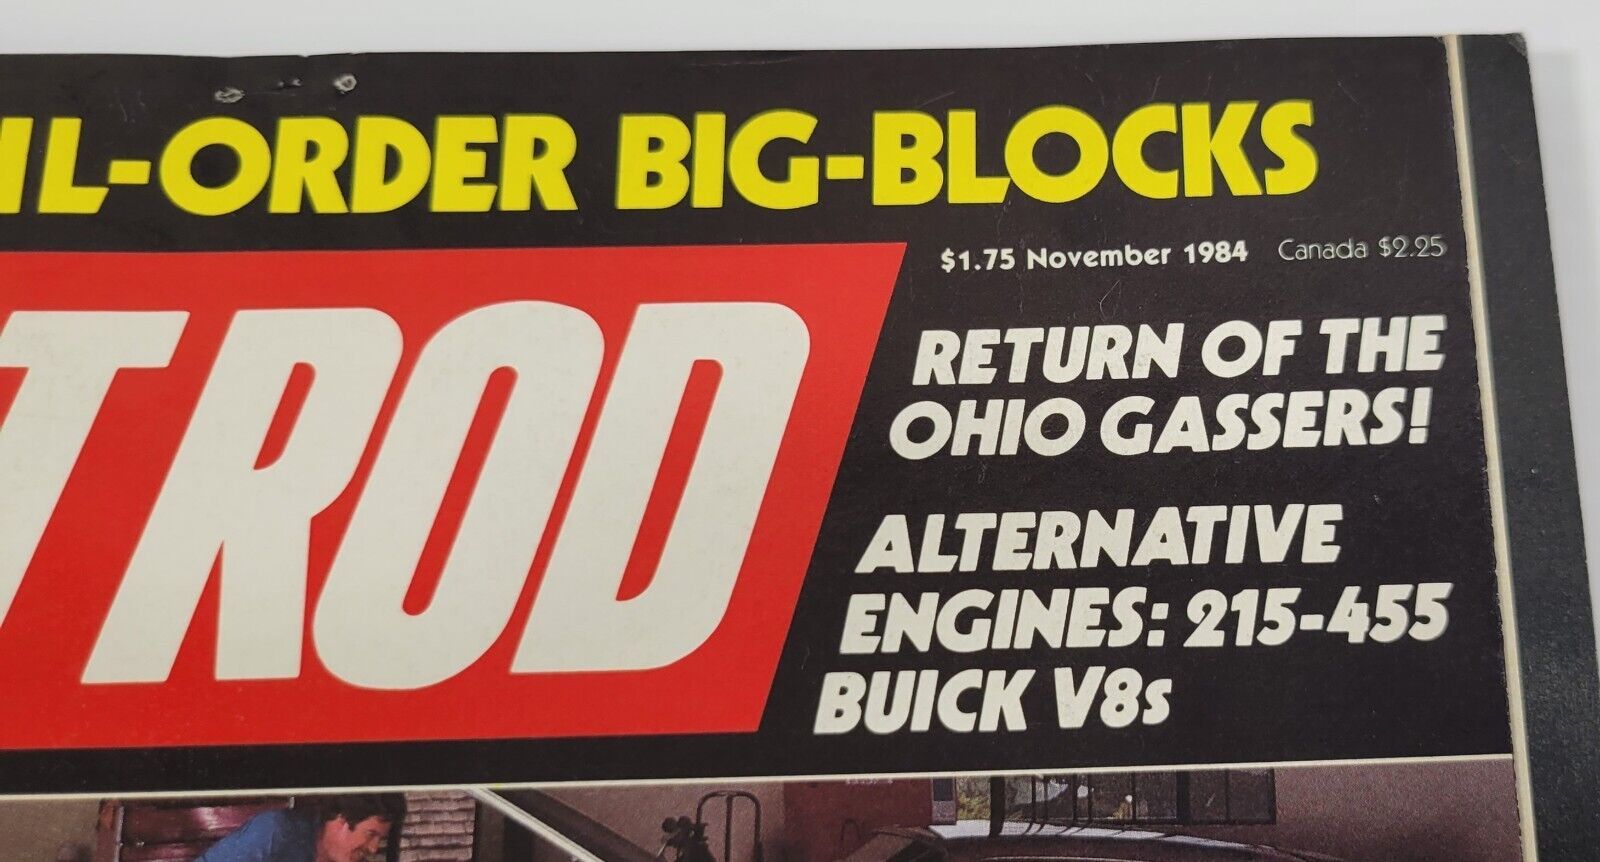 IL-ORDER BIG-BLOCKS
$1.75 November 1984 Canada $2.25
T ROD
RETURN OF THE
OHIO GASSERS!
ALTERNATIVE
ENGINES: 215-455
BUICK V8s